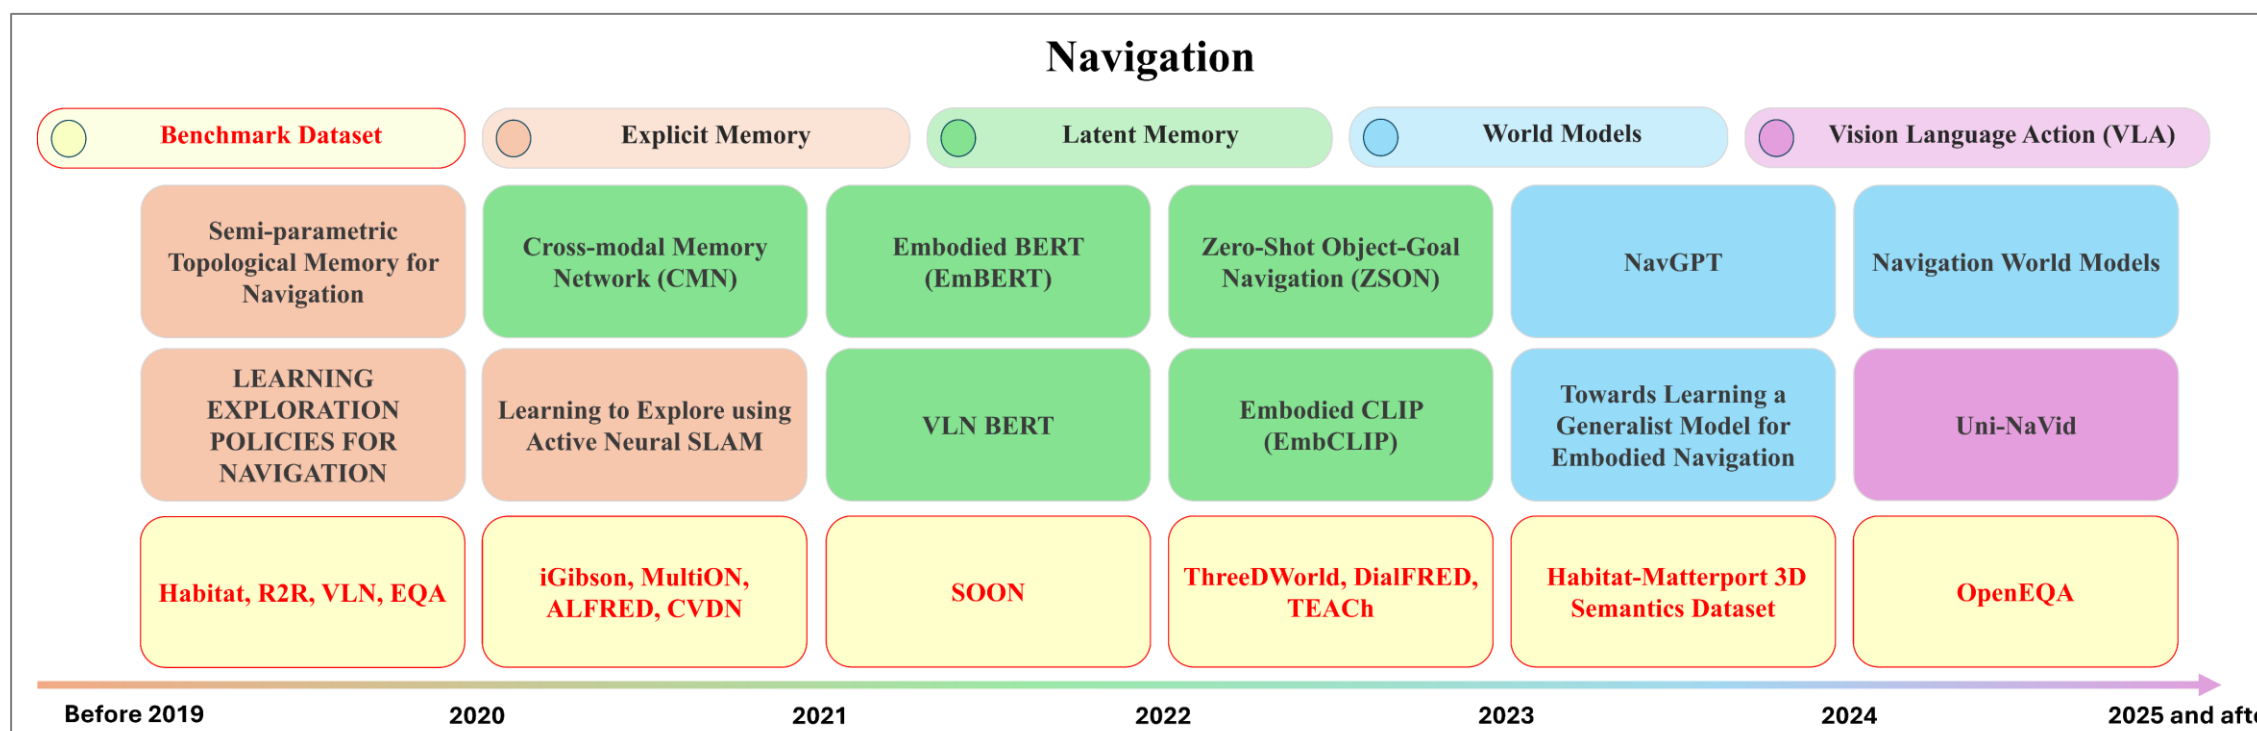 Navigation
Benchmark Dataset
Explicit Memory
Latent Memory
World Models
Vision Language Action (VLA)
Semi-parametric
Topological Memory for
Navigation
Cross-modal Memory
Network (CMN)
Embodied BERT
(EmBERT)
Zero-Shot Object-Goal
Navigation (ZSON)
NavGPT
Navigation World Models
LEARNING
EXPLORATION
POLICIES FOR
NAVIGATION
Learning to Explore using
Active Neural SLAM
VLN BERT
Embodied CLIP
(EmbCLIP)
Towards Learning a
Generalist Model for
Embodied Navigation
Uni-NaVid
Habitat, R2R, VLN, EQA
iGibson, MultiON,
ALFRED, CVDN
SOON
ThreeDWorld, DialFRED,
TEACh
Habitat-Matterport 3D
Semantics Dataset
OpenEQA
Before 2019
2020
2021
2022
2023
2024
2025 and afte